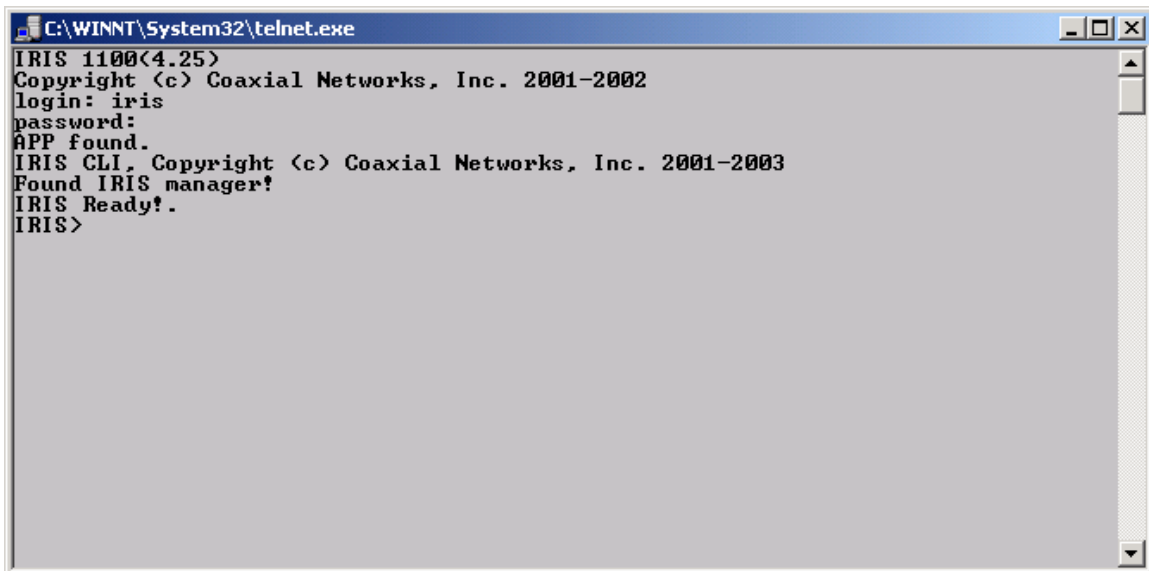 C:\WINNT\System32\telnet.exe
IRIS 1100(4.25)
Copyright (c) Coaxial Networks, Inc. 2001-2002
login: iris
password:
APP found.
IRIS CLI, Copyright (c) Coaxial Networks, Inc. 2001-2003
Found IRIS manager!
IRIS Ready!.
IRIS>